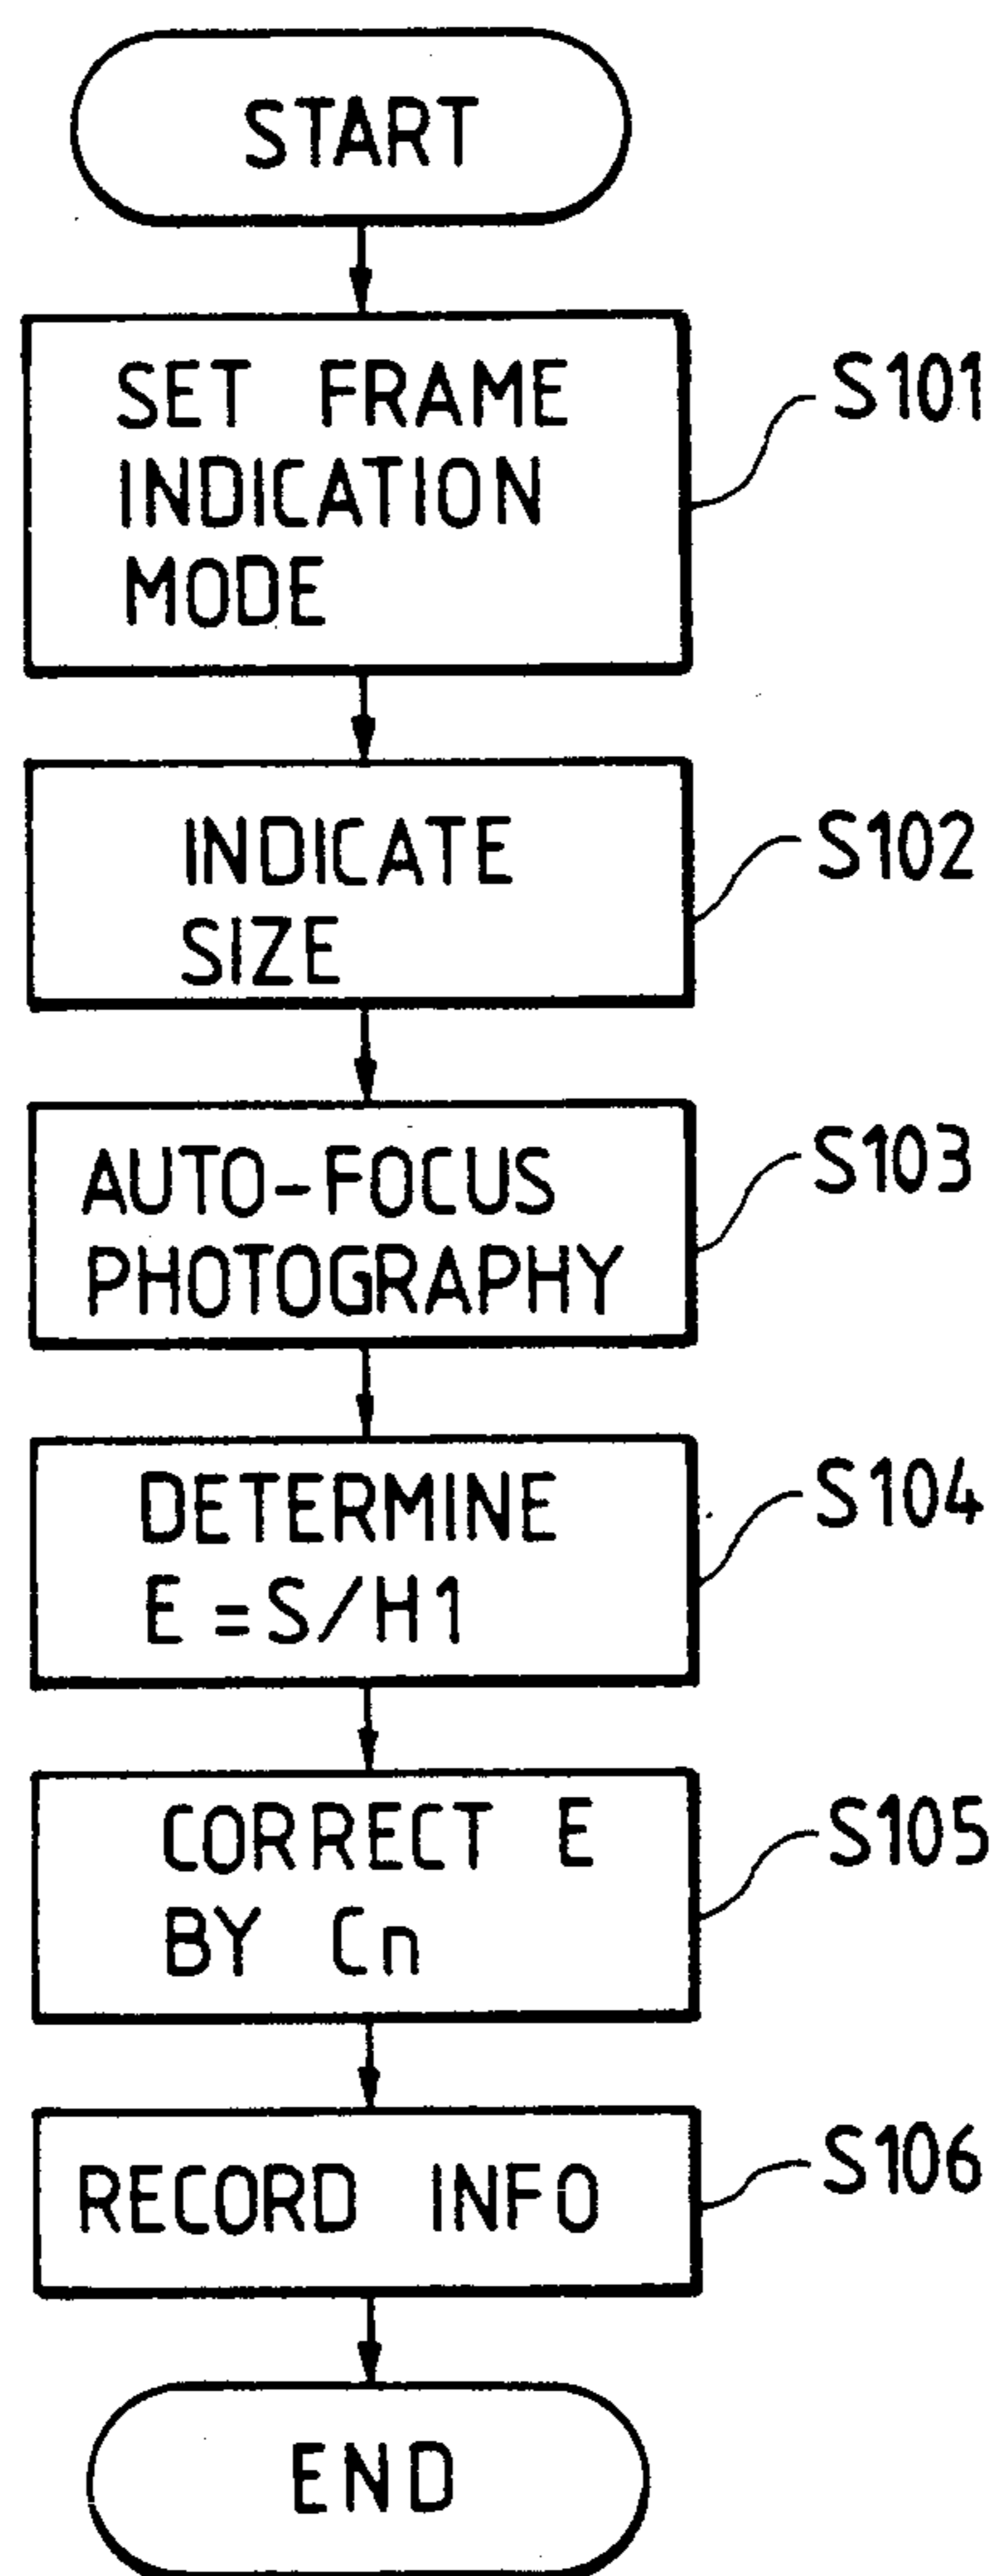 START
SET FRAME
INDICATION
MODE
S101
INDICATE
SIZE
S102
AUTO-FOCUS
PHOTOGRAPHY
S103
DETERMINE
E=S/H1
S104
CORRECT E
BY Cn
S105
RECORD INFO
S106
END